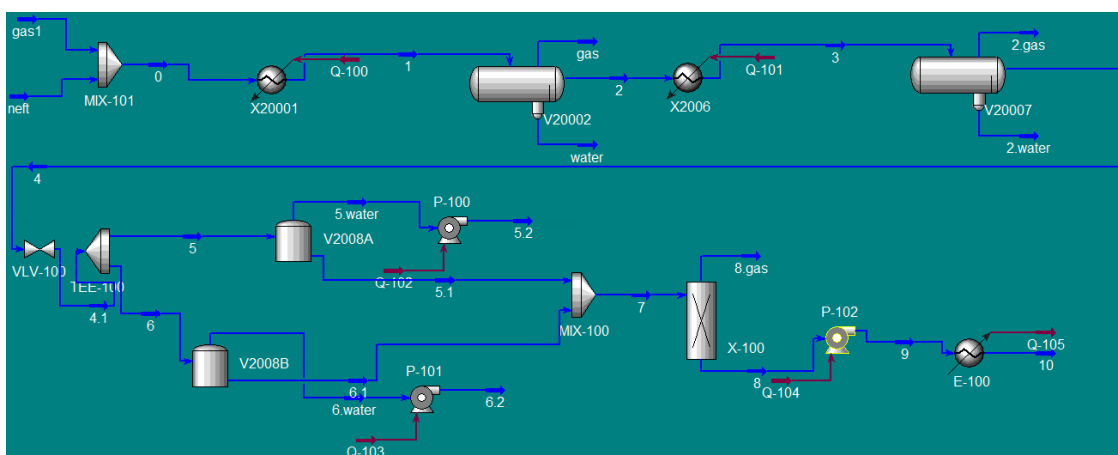 gas1
neft
MIX-101
0
X20001
Q-100
1
gas
V20002
water
2
X2006
Q-101
3
2.gas
V20007
2.water
4
VLV-100
4.1
TEE-100
5
6
V2008A
5.water
P-100
5.2
Q-102
5.1
V2008B
6.1
6.water
P-101
6.2
Q-103
MIX-100
7
8.gas
X-100
8
P-102
Q-104
9
E-100
Q-105
10